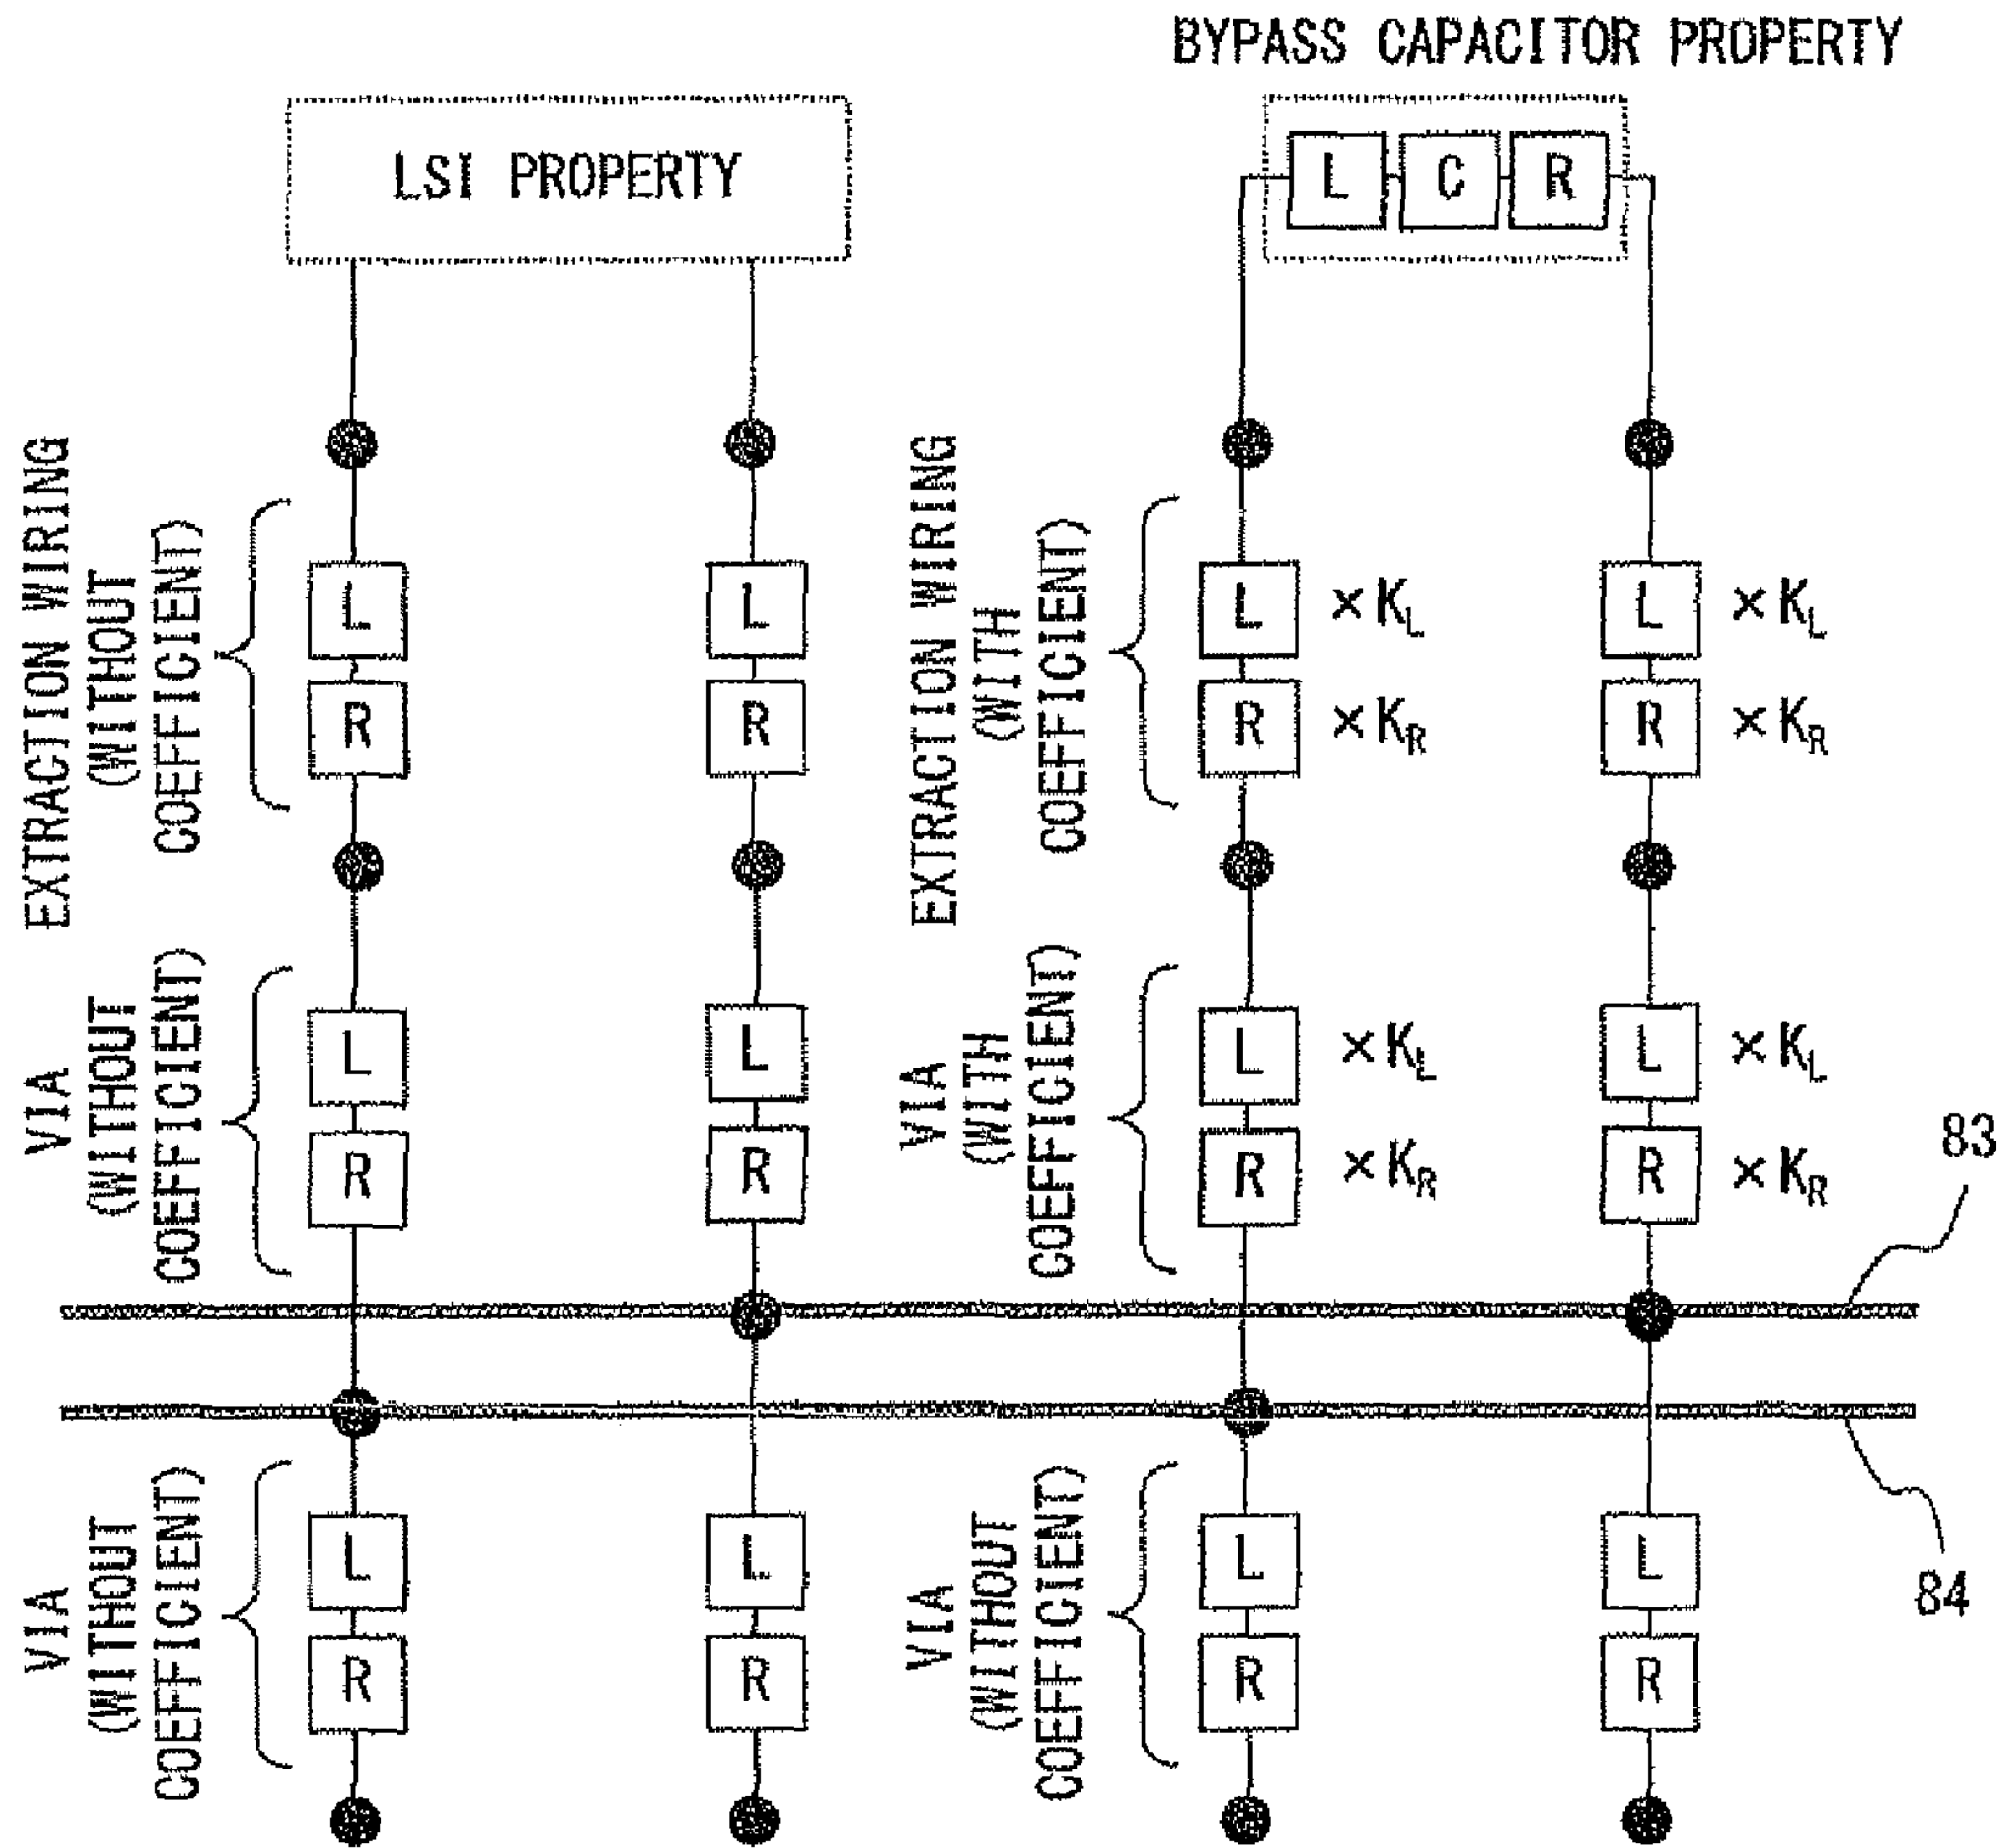 BYPASS CAPACITOR PROPERTY
LSI PROPERTY
L C R
EXTRACTION WIRING
(WITHOUT
COEFFICIENT)
L
R
L
R
EXTRACTION WIRING
(WITH
COEFFICIENT)
L ×KL
R ×KR
L ×KL
R ×KR
VIA
(WITHOUT
COEFFICIENT)
L
R
L
R
VIA
(WITH
COEFFICIENT)
L ×KL
R ×KR
L ×KL
R ×KR
83
84
VIA
(WITHOUT
COEFFICIENT)
L
R
L
R
VIA
(WITHOUT
COEFFICIENT)
L
R
L
R